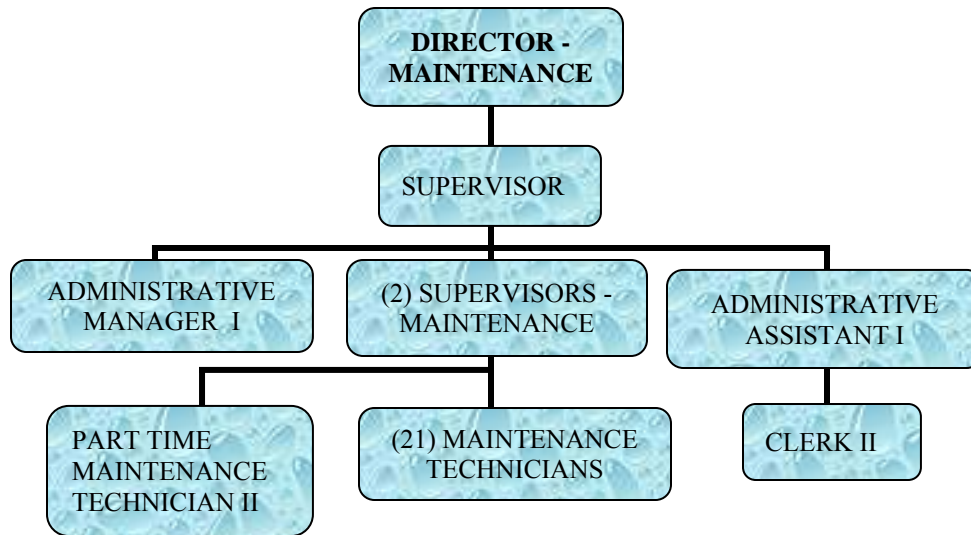 DIRECTOR -
MAINTENANCE
SUPERVISOR
ADMINISTRATIVE
MANAGER I
(2) SUPERVISORS -
MAINTENANCE
ADMINISTRATIVE
ASSISTANT I
PART TIME
MAINTENANCE
TECHNICIAN II
(21) MAINTENANCE
TECHNICIANS
CLERK II